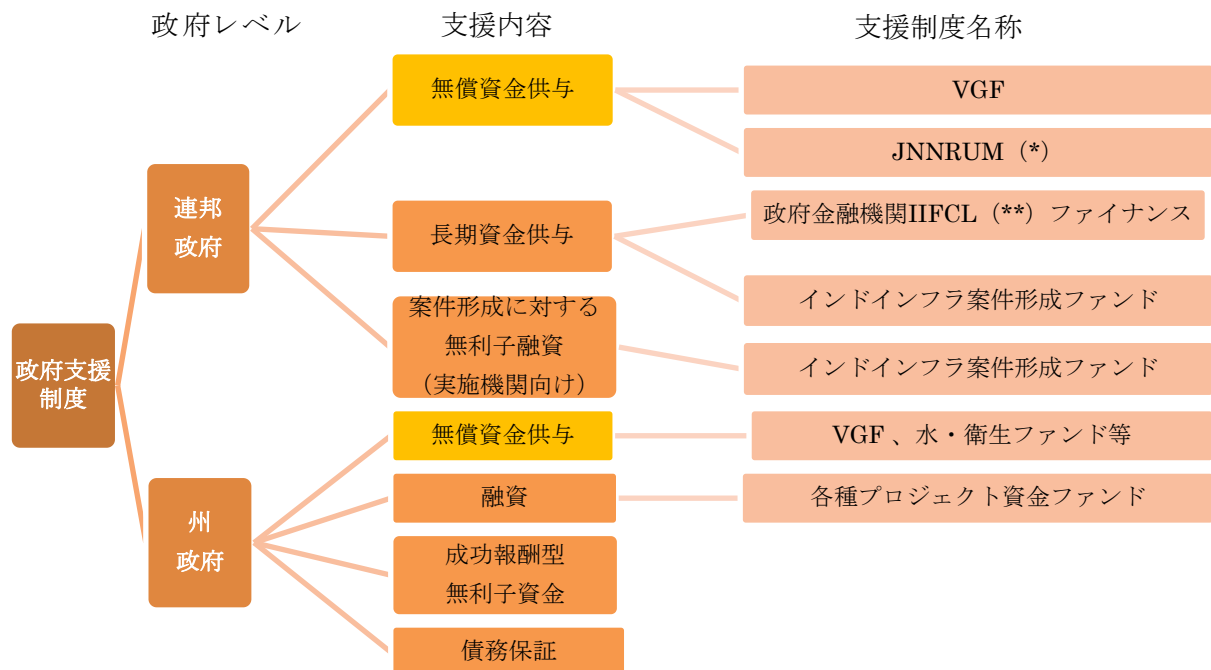 政府レベル
支援内容
支援制度名称
無償資金供与
VGF
JNNRUM（*）
連邦
政府
長期資金供与
政府金融機関IIFCL（**）ファイナンス
インドインフラ案件形成ファンド
案件形成に対する
無利子融資
（実施機関向け）
インドインフラ案件形成ファンド
政府支援
制度
無償資金供与
VGF 、水・衛生ファンド等
融資
各種プロジェクト資金ファンド
州
政府
成功報酬型
無利子資金
債務保証